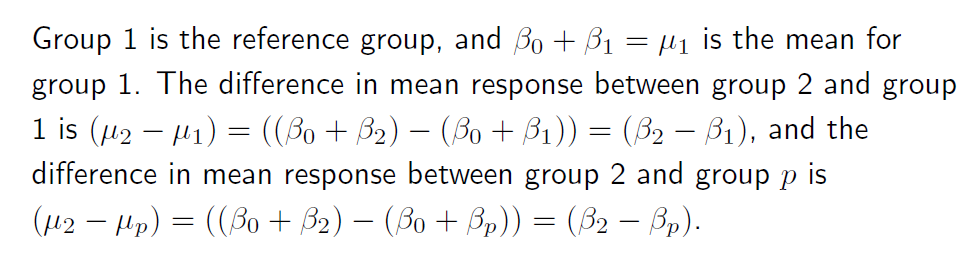 Group 1 is the reference group, and β₀ + β₁ = μ₁ is the mean for
group 1. The difference in mean response between group 2 and group
1 is (μ₂ − μ₁) = ((β₀ + β₂) − (β₀ + β₁)) = (β₂ − β₁), and the
difference in mean response between group 2 and group p is
(μ₂ − μₚ) = ((β₀ + β₂) − (β₀ + βₚ)) = (β₂ − βₚ).